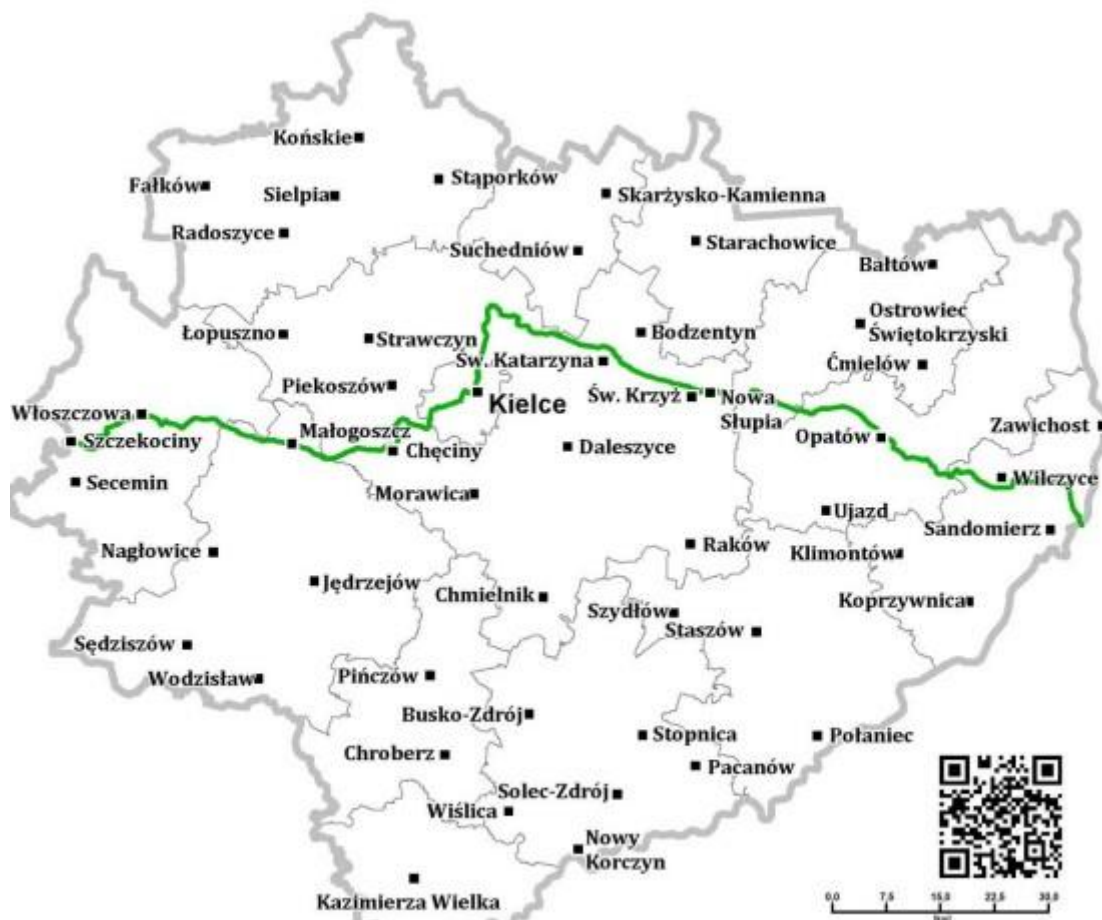 Końskie
Fałków
Sielpia
Stąporków
Skarżysko-Kamienna
Radoszyce
Suchedniów
Starachowice
Bałtów
Ostrowiec
Świętokrzyski
Łopuszno
Strawczyn
Bodzentyn
Św. Katarzyna
Ćmielów
Piekoszów
Kielce
Św. Krzyż
Nowa
Słupia
Włoszczowa
Szczekociny
Małogoszcz
Chęciny
Daleszyce
Opatów
Zawichost
Secemin
Morawica
Wilczyce
Ujazd
Sandomierz
Nagłowice
Raków
Klimontów
Jędrzejów
Chmielnik
Szydłów
Koprzywnica
Staszów
Sędziszów
Wodzisław
Pińczów
Busko-Zdrój
Stopnica
Połaniec
Chroberz
Pacanów
Solec-Zdrój
Wiślica
Nowy
Korczyn
Kazimierza Wielka
0,0 7,5 15,0 22,5 30,0